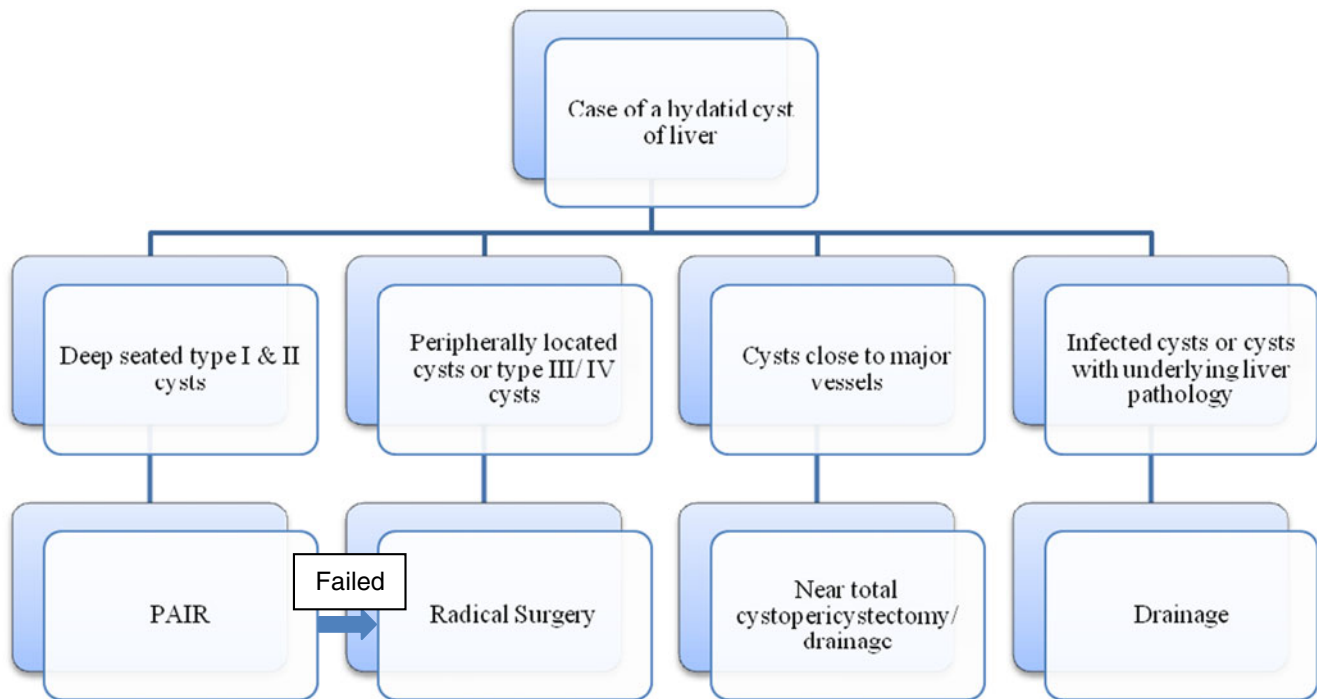 Case of a hydatid cyst
of liver
Deep seated type I & II
cysts
Peripherally located
cysts or type III/ IV
cysts
Cysts close to major
vessels
Infected cysts or cysts
with underlying liver
pathology
PAIR
Failed
Radical Surgery
Near total
cystopericystectomy/
drainage
Drainage